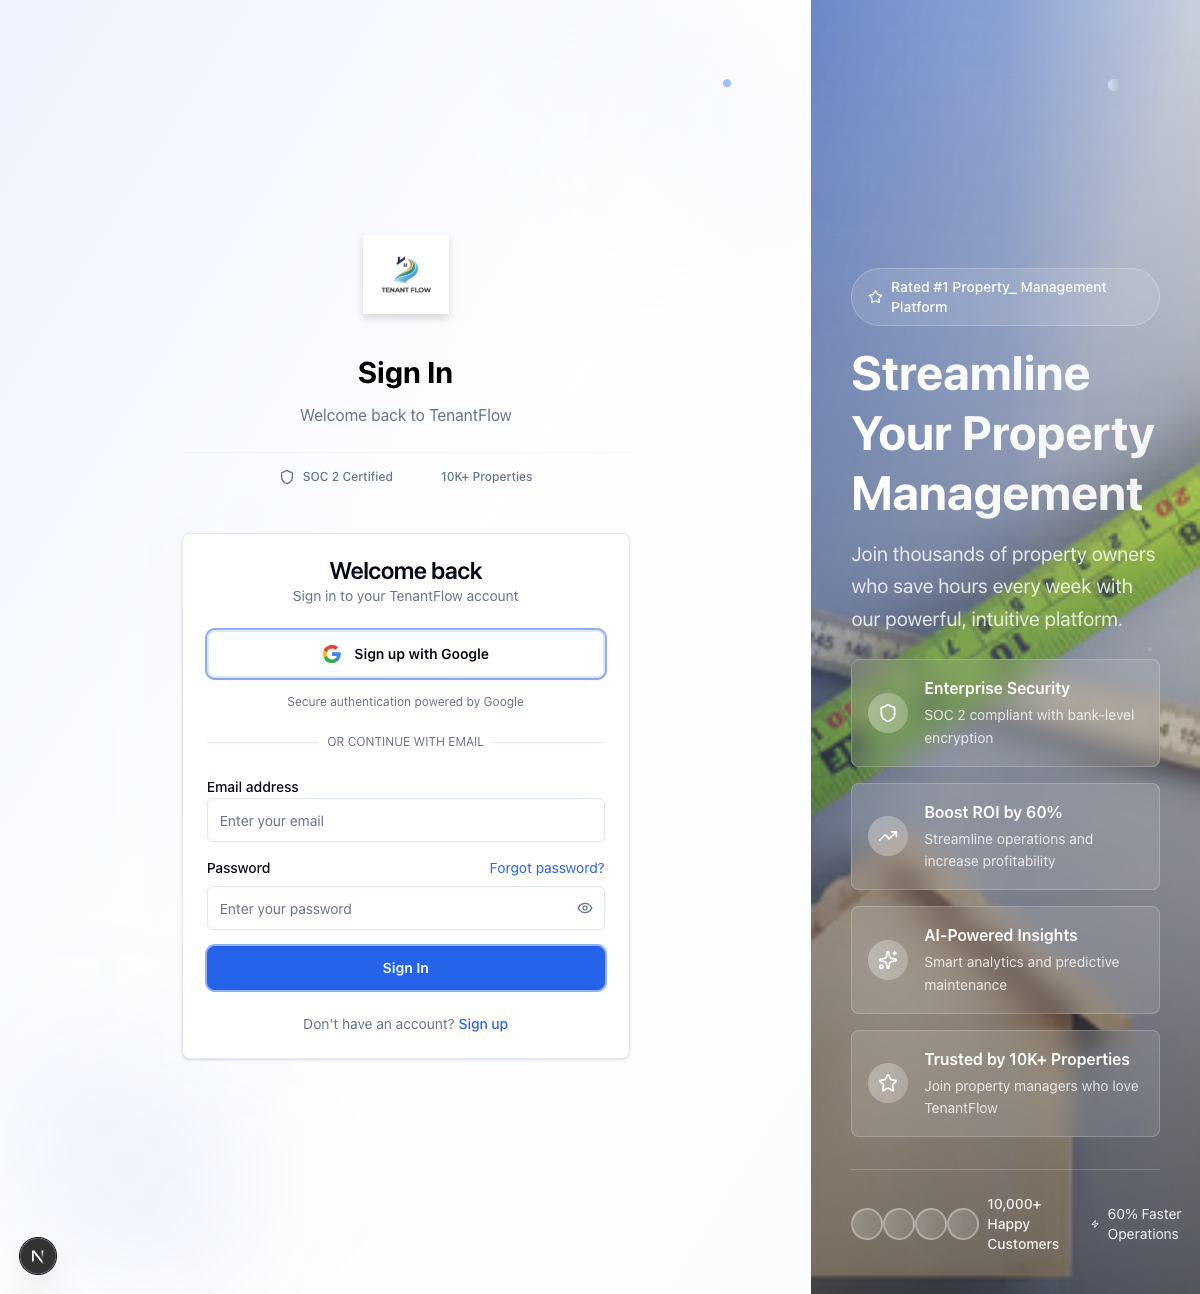 TENANT FLOW
Sign In
Welcome back to TenantFlow
SOC 2 Certified
10K+ Properties
Welcome back
Sign in to your TenantFlow account
Sign up with Google
Secure authentication powered by Google
OR CONTINUE WITH EMAIL
Email address
Enter your email
Password
Forgot password?
Enter your password
Sign In
Don't have an account? Sign up
N
Rated #1 Property_ Management
Platform
Streamline
Your Property
Management
Join thousands of property owners
who save hours every week with
our powerful, intuitive platform.
Enterprise Security
SOC 2 compliant with bank-level
encryption
Boost ROI by 60%
Streamline operations and
increase profitability
AI-Powered Insights
Smart analytics and predictive
maintenance
Trusted by 10K+ Properties
Join property managers who love
TenantFlow
10,000+
Happy
Customers
60% Faster
Operations